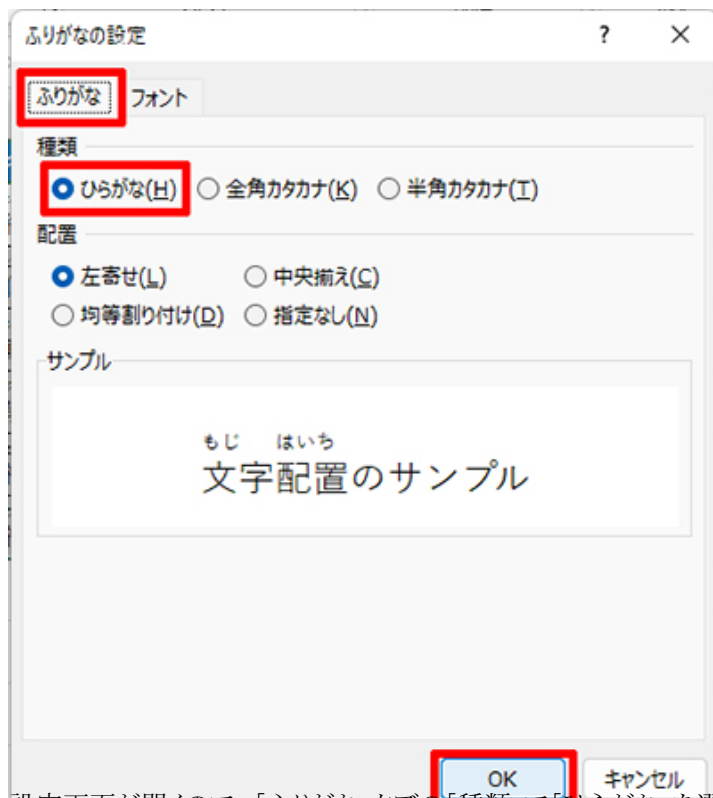 ふりがなの設定 ? ×
ふりがな フォント
種類
ひらがな(H) 全角カタカナ(K) 半角カタカナ(T)
配置
左寄せ(L) 中央揃え(C)
均等割り付け(D) 指定なし(N)
サンプル
もじ はいち
文字配置のサンプル
OK キャンセル